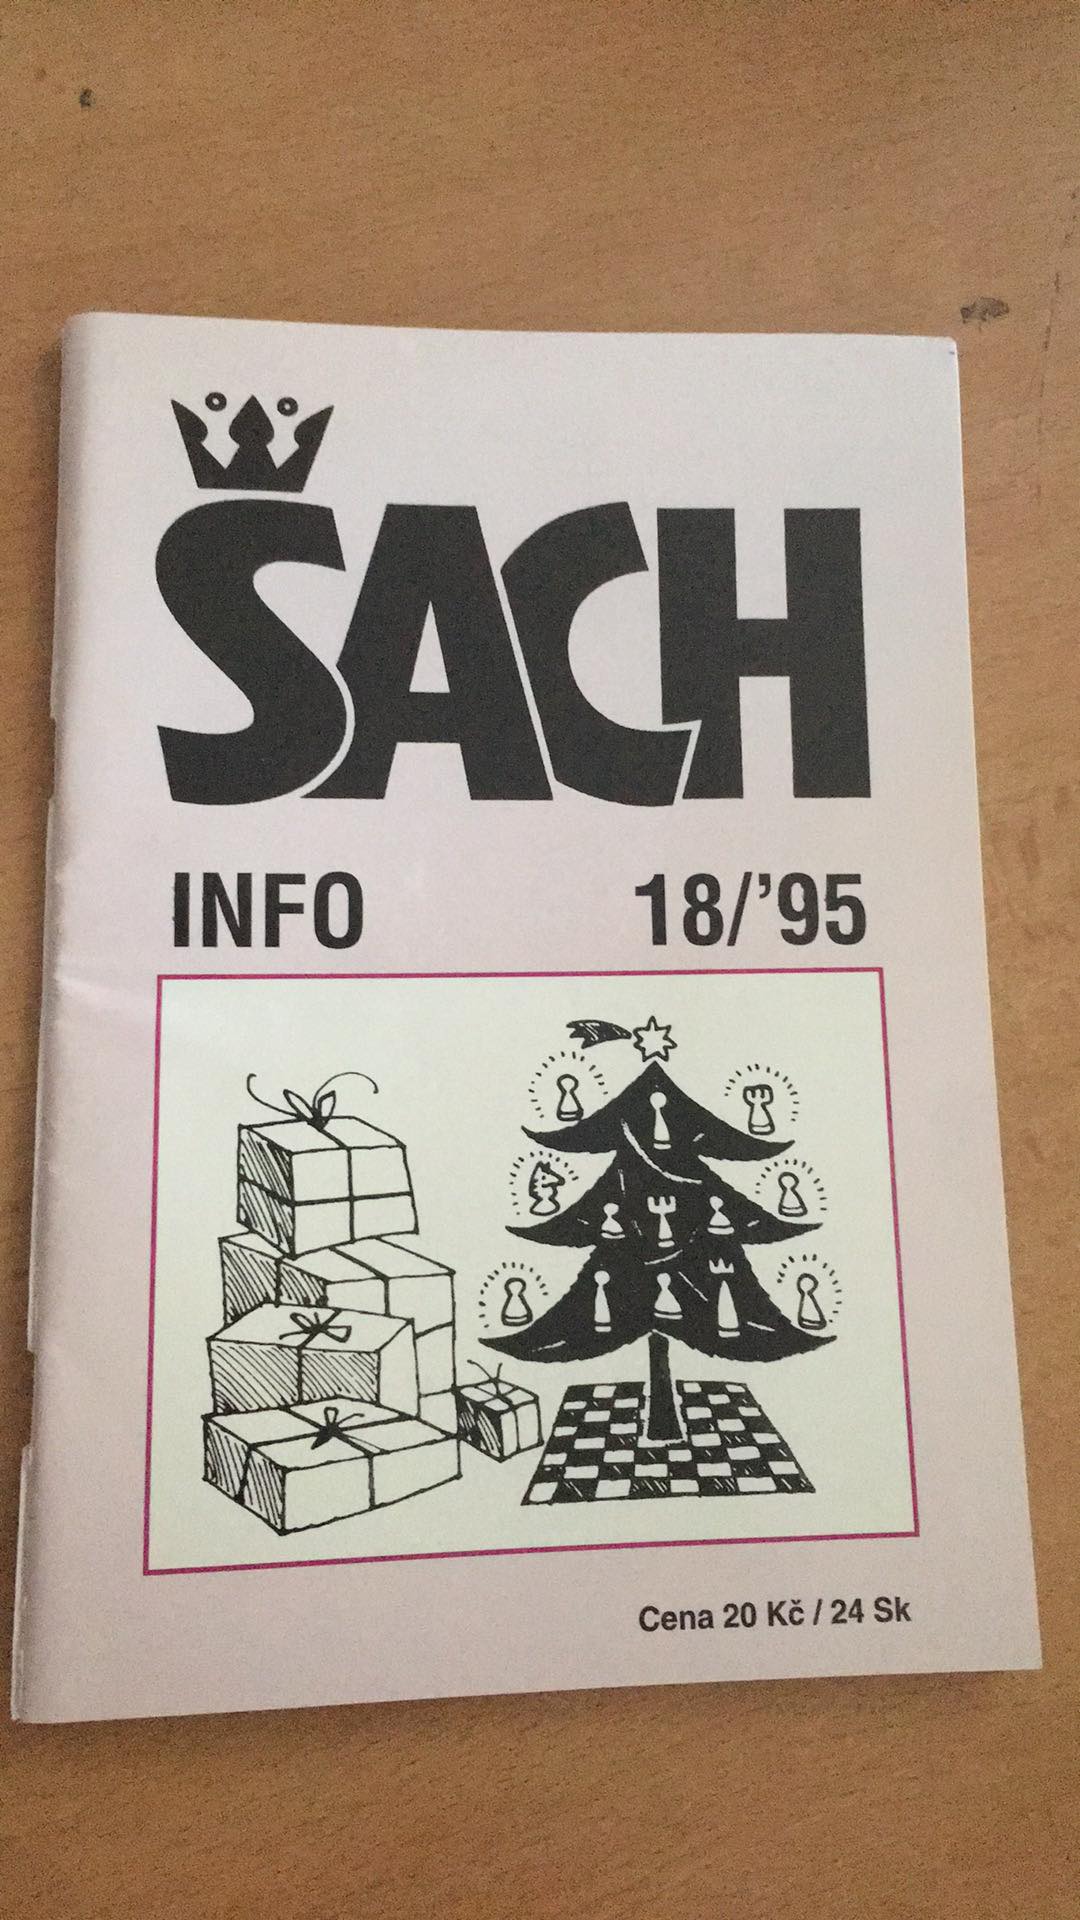 ŠACH
INFO 18/'95
Cena 20 Kč / 24 Sk